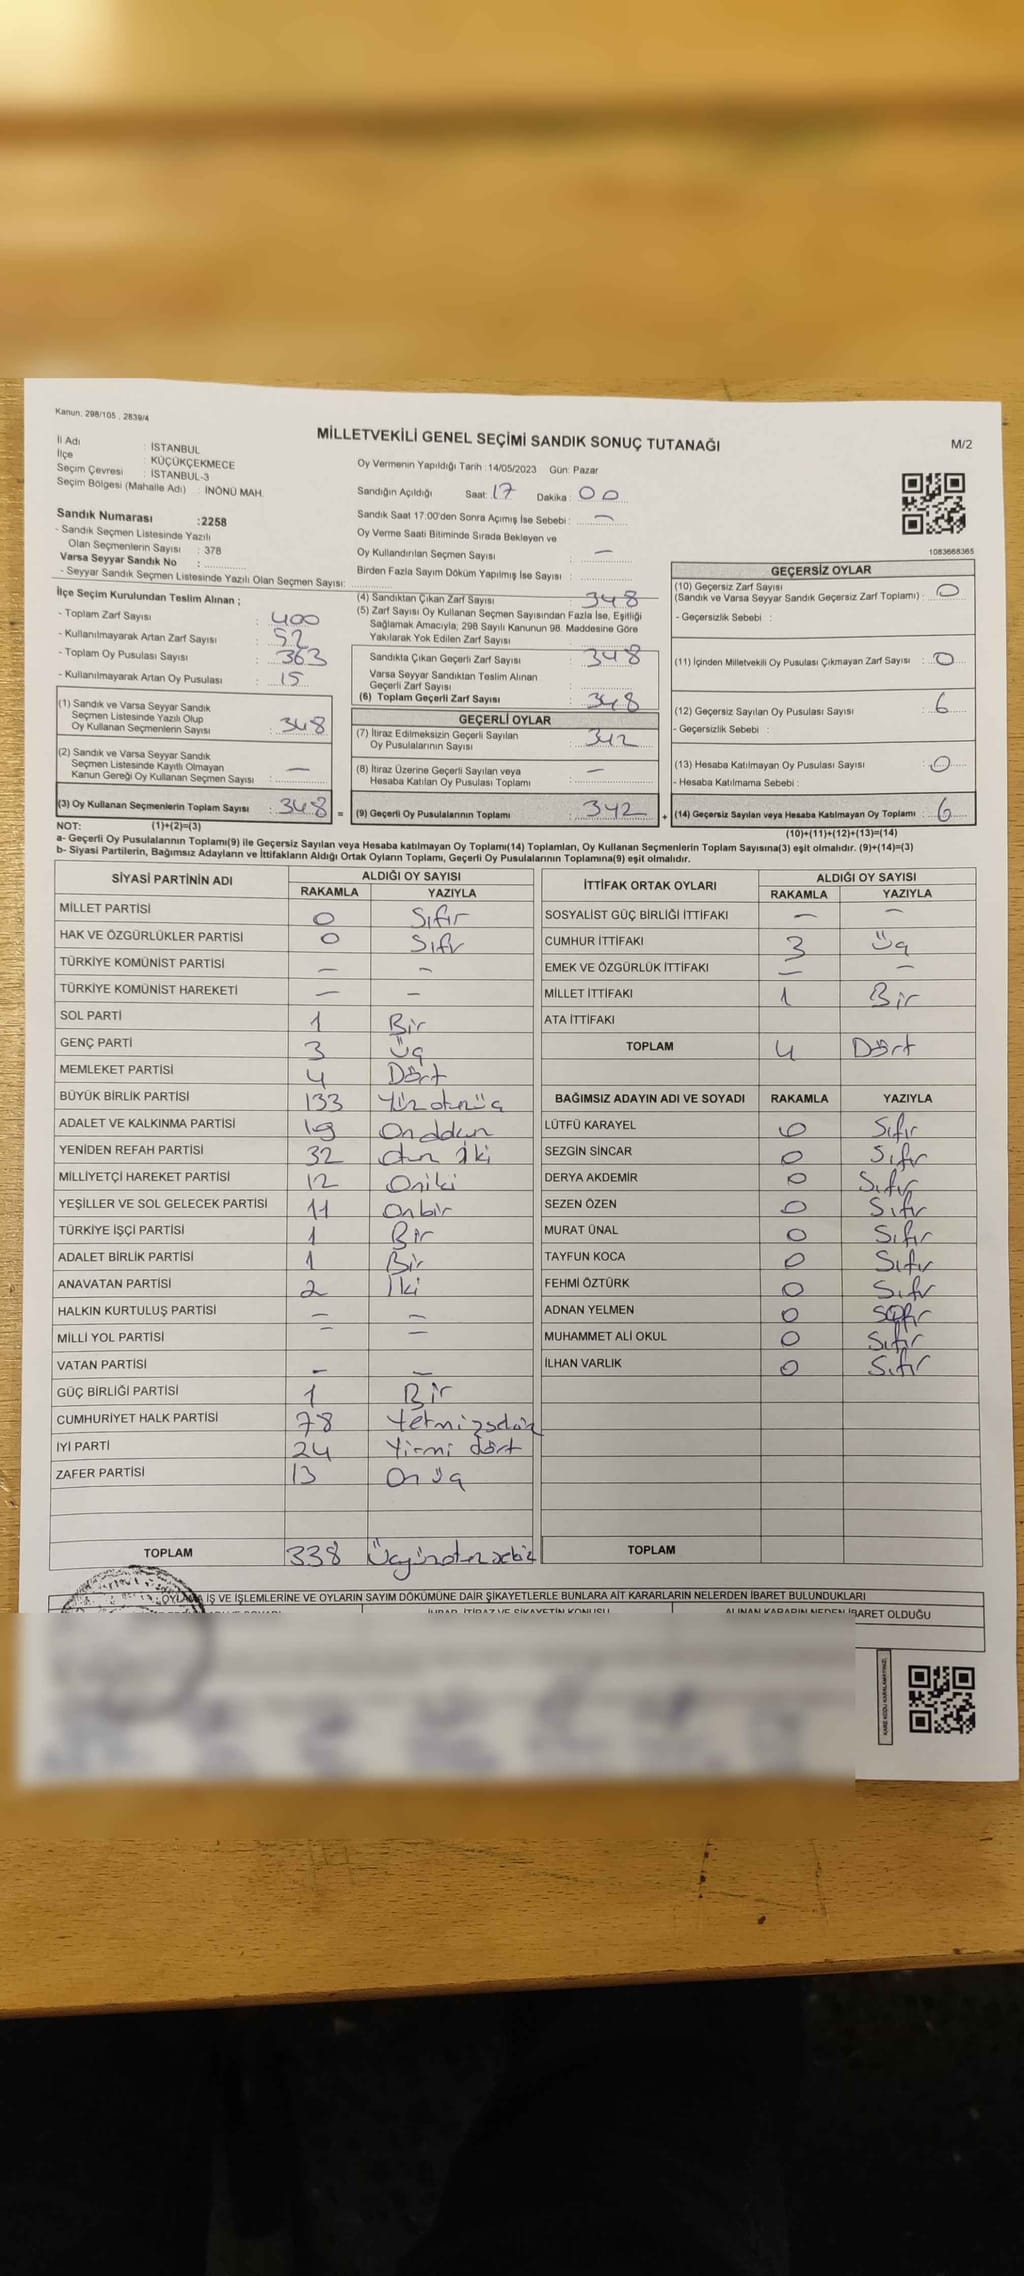 Kanun, 298/105 , 2839/4
MİLLETVEKİLİ GENEL SEÇİMİ SANDIK SONUÇ TUTANAĞI
M/2
İl Adı : İSTANBUL
İlçe : KÜÇÜKÇEKMECE
Seçim Çevresi : İSTANBUL-3
Seçim Bölgesi (Mahalle Adı) : İNÖNÜ MAH.
Sandık Numarası :2258
- Sandık Seçmen Listesinde Yazılı
Olan Seçmenlerin Sayısı : 378
Varsa Seyyar Sandık No :
- Seyyar Sandık Seçmen Listesinde Yazılı Olan Seçmen Sayısı:
Oy Vermenin Yapıldığı Tarih :14/05/2023 Gün: Pazar
Sandığın Açıldığı Saat: 17 Dakika : 00
Sandık Saat 17.00'den Sonra Açımış İse Sebebi : —
Oy Verme Saati Bitiminde Sırada Bekleyen ve
Oy Kullandırılan Seçmen Sayısı : —
Birden Fazla Sayım Döküm Yapılmış İse Sayısı :
1083668365
İlçe Seçim Kurulundan Teslim Alınan ;
- Toplam Zarf Sayısı : 400
- Kullanılmayarak Artan Zarf Sayısı : 52
- Toplam Oy Pusulası Sayısı : 363
- Kullanılmayarak Artan Oy Pusulası : 15
(1) Sandık ve Varsa Seyyar Sandık
Seçmen Listesinde Yazılı Olup
Oy Kullanan Seçmenlerin Sayısı : 348
(2) Sandık ve Varsa Seyyar Sandık
Seçmen Listesinde Kayıtlı Olmayan
Kanun Gereği Oy Kullanan Seçmen Sayısı : —
(3) Oy Kullanan Seçmenlerin Toplam Sayısı : 348 =
(4) Sandıktan Çıkan Zarf Sayısı : 348
(5) Zarf Sayısı Oy Kullanan Seçmen Sayısından Fazla İse, Eşitliği
Sağlamak Amacıyla; 298 Sayılı Kanunun 98. Maddesine Göre
Yakılarak Yok Edilen Zarf Sayısı
Sandıkta Çıkan Geçerli Zarf Sayısı : 348
Varsa Seyyar Sandıktan Teslim Alınan
Geçerli Zarf Sayısı
(6) Toplam Geçerli Zarf Sayısı : 348
GEÇERLİ OYLAR
(7) İtiraz Edilmeksizin Geçerli Sayılan
Oy Pusulalarının Sayısı : 342
(8) İtiraz Üzerine Geçerli Sayılan veya
Hesaba Katılan Oy Pusulası Toplamı : —
(9) Geçerli Oy Pusulalarının Toplamı : 342 +
GEÇERSİZ OYLAR
(10) Geçersiz Zarf Sayısı
(Sandık ve Varsa Seyyar Sandık Geçersiz Zarf Toplamı) : 0
- Geçersizlik Sebebi :
(11) İçinden Milletvekili Oy Pusulası Çıkmayan Zarf Sayısı : 0
(12) Geçersiz Sayılan Oy Pusulası Sayısı : 6
- Geçersizlik Sebebi :
(13) Hesaba Katılmayan Oy Pusulası Sayısı : 0
- Hesaba Katılmama Sebebi :
(14) Geçersiz Sayılan veya Hesaba Katılmayan Oy Toplamı : 6
NOT: (1)+(2)=(3)
(10)+(11)+(12)+(13)=(14)
a- Geçerli Oy Pusulalarının Toplamı(9) ile Geçersiz Sayılan veya Hesaba katılmayan Oy Toplamı(14) Toplamları, Oy Kullanan Seçmenlerin Toplam Sayısına(3) eşit olmalıdır. (9)+(14)=(3)
b- Siyasi Partilerin, Bağımsız Adayların ve İttifakların Aldığı Ortak Oyların Toplamı, Geçerli Oy Pusulalarının Toplamına(9) eşit olmalıdır.
SİYASİ PARTİNİN ADI
ALDIĞI OY SAYISI
RAKAMLA YAZIYLA
MİLLET PARTİSİ 0 Sıfır
HAK VE ÖZGÜRLÜKLER PARTİSİ 0 Sıfır
TÜRKİYE KOMÜNİST PARTİSİ — —
TÜRKİYE KOMÜNİST HAREKETİ — —
SOL PARTİ 1 Bir
GENÇ PARTİ 3 Üç
MEMLEKET PARTİSİ 4 Dört
BÜYÜK BİRLİK PARTİSİ 133 Yüz otuzüç
ADALET VE KALKINMA PARTİSİ 19 Ondokuz
YENİDEN REFAH PARTİSİ 32 Otuz İki
MİLLİYETÇİ HAREKET PARTİSİ 12 Oniki
YEŞİLLER VE SOL GELECEK PARTİSİ 11 Onbir
TÜRKİYE İŞÇİ PARTİSİ 1 Bir
ADALET BİRLİK PARTİSİ 1 Bir
ANAVATAN PARTİSİ 2 İki
HALKIN KURTULUŞ PARTİSİ — —
MİLLİ YOL PARTİSİ — —
VATAN PARTİSİ — —
GÜÇ BİRLİĞİ PARTİSİ 1 Bir
CUMHURİYET HALK PARTİSİ 78 Yetmişsekiz
İYİ PARTİ 24 Yirmi dört
ZAFER PARTİSİ 13 On üç
TOPLAM 338 Üçyüzotuzsekiz
İTTİFAK ORTAK OYLARI
ALDIĞI OY SAYISI
RAKAMLA YAZIYLA
SOSYALİST GÜÇ BİRLİĞİ İTTİFAKI — —
CUMHUR İTTİFAKI 3 Üç
EMEK VE ÖZGÜRLÜK İTTİFAKI — —
MİLLET İTTİFAKI 1 Bir
ATA İTTİFAKI
TOPLAM 4 Dört
BAĞIMSIZ ADAYIN ADI VE SOYADI RAKAMLA YAZIYLA
LÜTFÜ KARAYEL 0 Sıfır
SEZGİN SİNCAR 0 Sıfır
DERYA AKDEMİR 0 Sıfır
SEZEN ÖZEN 0 Sıfır
MURAT ÜNAL 0 Sıfır
TAYFUN KOCA 0 Sıfır
FEHMİ ÖZTÜRK 0 Sıfır
ADNAN YELMEN 0 Sıfır
MUHAMMET ALİ OKUL 0 Sıfır
İLHAN VARLIK 0 Sıfır
TOPLAM
İŞ VE İŞLEMLERİNE VE OYLARIN SAYIM DÖKÜMÜNE DAİR ŞİKAYETLERLE BUNLARA AİT KARARLARIN NELERDEN İBARET BULUNDUKLARI
İHBAR, İTİRAZ VE ŞİKAYETİN KONUSU
ALINAN KARARIN NEDEN İBARET OLDUĞU